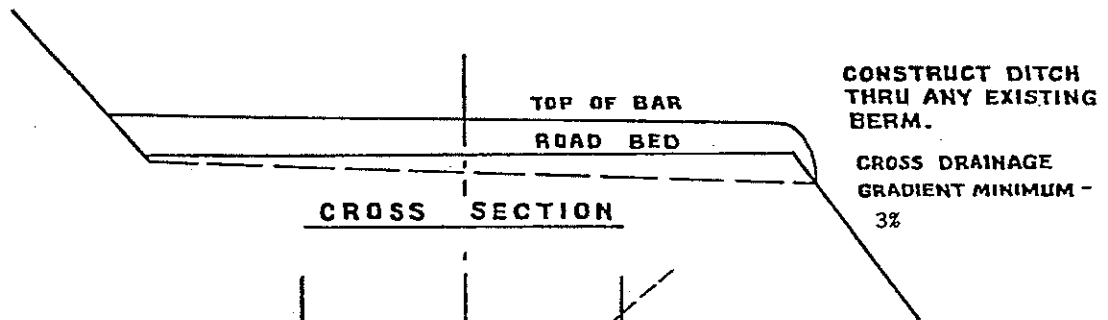 TOP OF BAR
ROAD BED
CROSS SECTION
CONSTRUCT DITCH
THRU ANY EXISTING
BERM.
CROSS DRAINAGE
GRADIENT MINIMUM -
3%